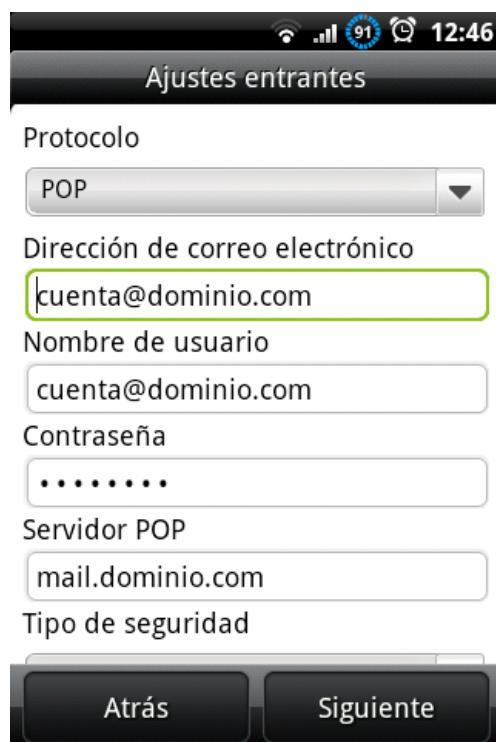 91 12:46
Ajustes entrantes
Protocolo
POP
Dirección de correo electrónico
cuenta@dominio.com
Nombre de usuario
cuenta@dominio.com
Contraseña
••••••••
Servidor POP
mail.dominio.com
Tipo de seguridad
Atrás Siguiente